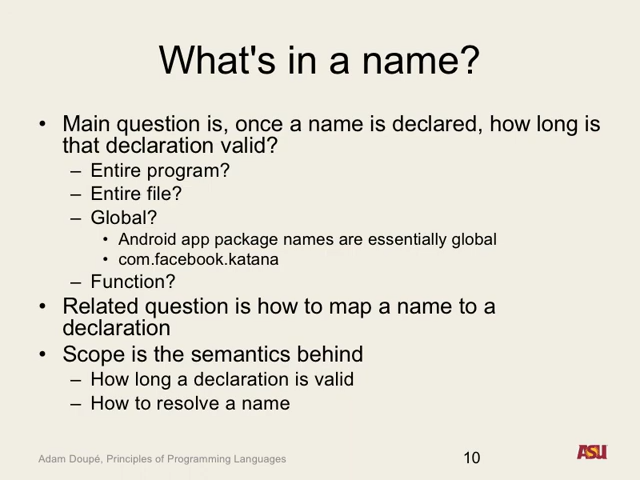 What's in a name?
• Main question is, once a name is declared, how long is
that declaration valid?
– Entire program?
– Entire file?
– Global?
• Android app package names are essentially global
• com.facebook.katana
– Function?
• Related question is how to map a name to a
declaration
• Scope is the semantics behind
– How long a declaration is valid
– How to resolve a name
Adam Doupé, Principles of Programming Languages
10
ASU